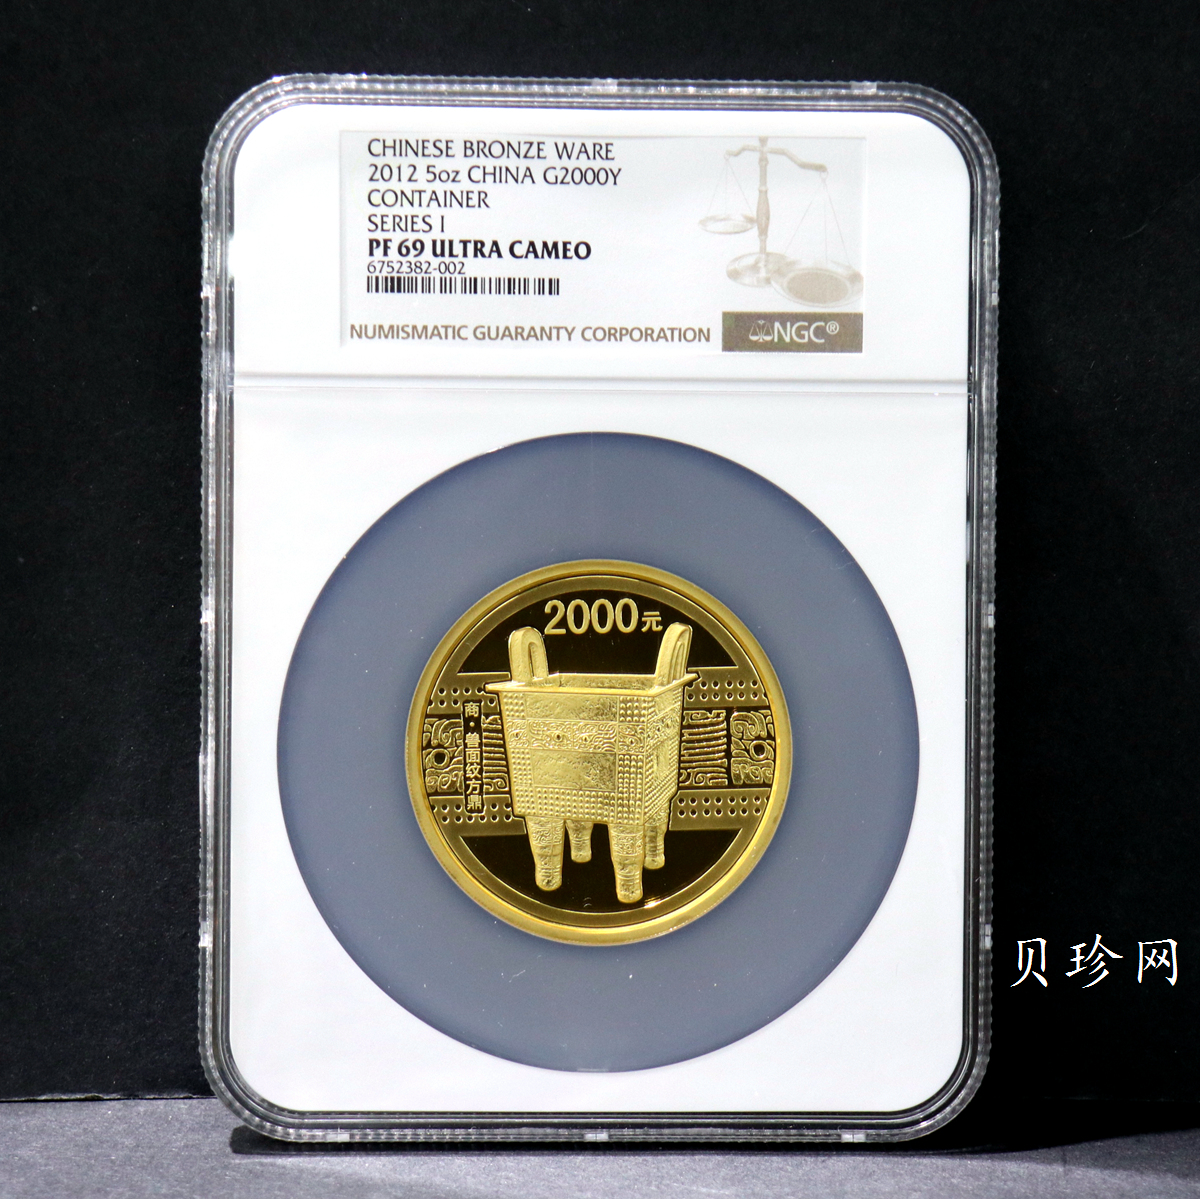 CHINESE BRONZE WARE
2012 5oz CHINA G2000Y
CONTAINER
SERIES I
PF 69 ULTRA CAMEO
6752382-002
NUMISMATIC GUARANTY CORPORATION
NGC®
2000元
商·兽面纹方鼎
贝珍网